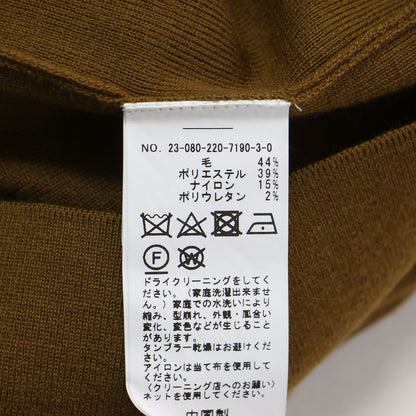 NO. 23-080-220-7190-3-0
毛 44%
ポリエステル 39%
ナイロン 15%
ポリウレタン 2%
F W
ドライクリーニングをしてく
ださい。（家庭洗濯出来ませ
ん。）家庭での水洗いにより
縮み、型崩れ、外観・風合い
変化、変色などが生じること
があります。
タンブラー乾燥はお避けくだ
さい。
アイロンは当て布を使用して
ください。
〈クリーニング店へのお願い〉
ネットを使用してください。
中国製